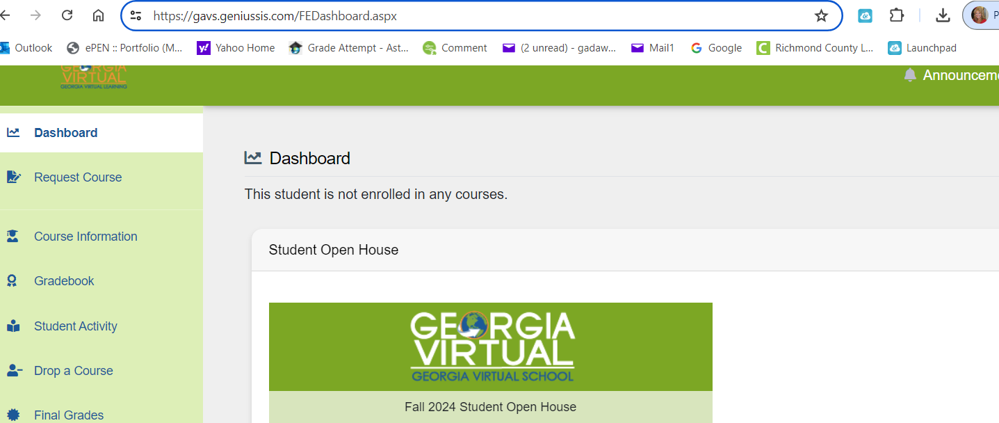 https://gavs.geniussis.com/FEDashboard.aspx
Outlook ePEN :: Portfolio (M... Yahoo Home Grade Attempt - Ast... Comment (2 unread) - gadaw... Mail1 Google Richmond County L... Launchpad
GEORGIA
VIRTUAL
GEORGIA VIRTUAL LEARNING
Announceme
Dashboard
Request Course
Course Information
Gradebook
Student Activity
Drop a Course
Final Grades
Dashboard
This student is not enrolled in any courses.
Student Open House
GEORGIA
VIRTUAL
GEORGIA VIRTUAL SCHOOL
Fall 2024 Student Open House